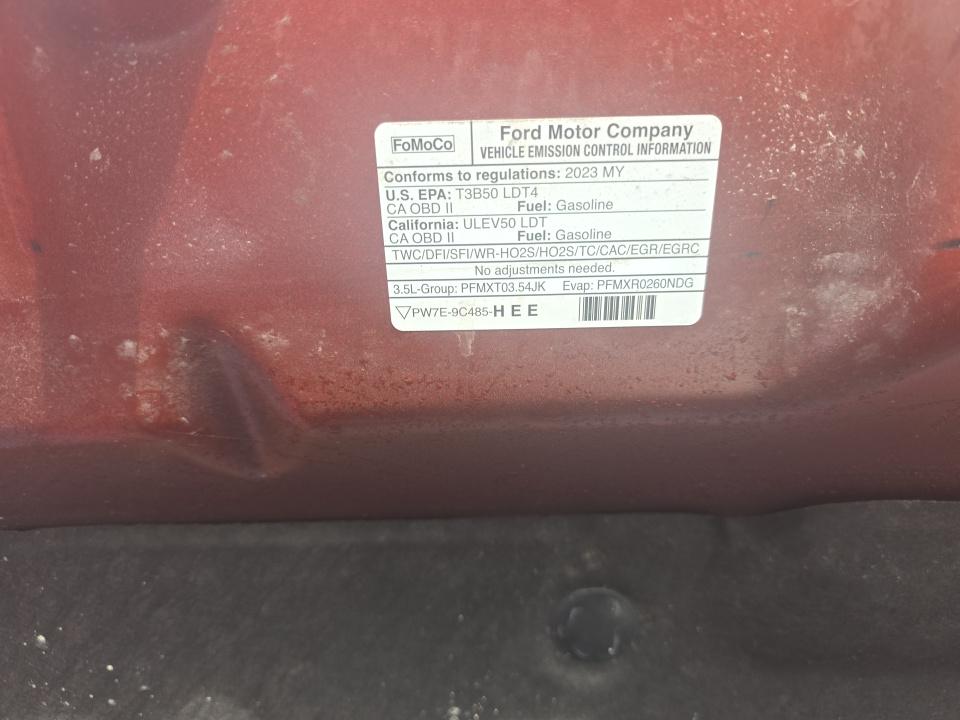 FoMoCo
Ford Motor Company
VEHICLE EMISSION CONTROL INFORMATION
Conforms to regulations: 2023 MY
U.S. EPA: T3B50 LDT4
CA OBD II Fuel: Gasoline
California: ULEV50 LDT
CA OBD II Fuel: Gasoline
TWC/DFI/SFI/WR-HO2S/HO2S/TC/CAC/EGR/EGRC
No adjustments needed.
3.5L-Group: PFMXT03.54JK Evap: PFMXR0260NDG
PW7E-9C485-HEE